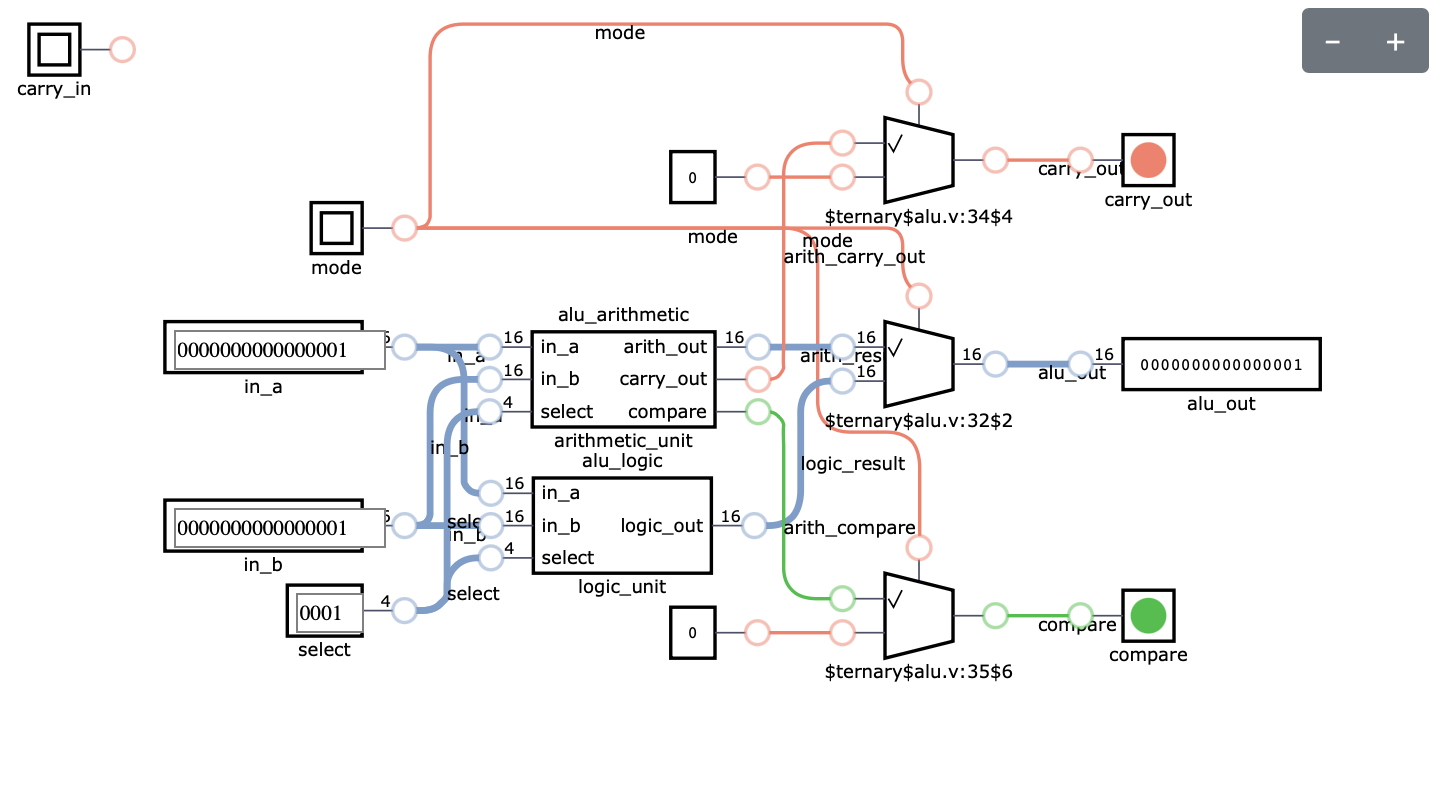 mode
− +
carry_in
0
carry_out
carry_out
$ternary$alu.v:34$4
mode
mode
mode
arith_carry_out
alu_arithmetic
0000000000000001
16
in_a
arith_out
16
16
16
16
0000000000000001
in_a
in_a
arith_res
alu_out
16
in_b
carry_out
16
in_a
alu_out
4
select
compare
$ternary$alu.v:32$2
in_b
arithmetic_unit
alu_logic
logic_result
16
in_a
0000000000000001
sele
16
in_b
logic_out
16
arith_compare
in_b
in_b
4
select
logic_unit
select
0001
4
select
0
compare
compare
$ternary$alu.v:35$6